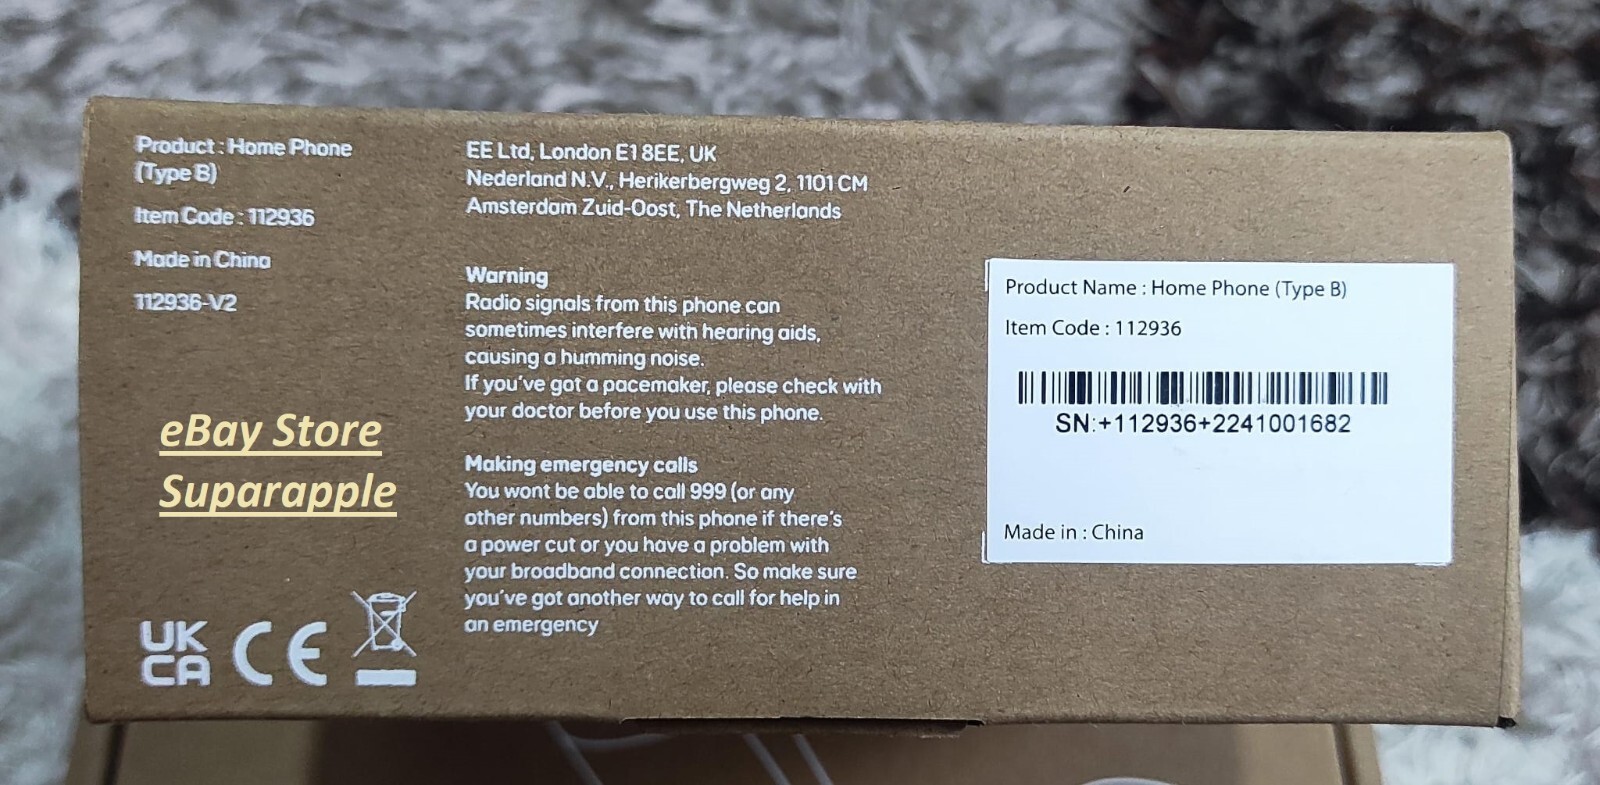 Product : Home Phone
(Type B)
Item Code : 112936
Made in China
112936-V2
eBay Store
Suparapple
UK
CA CE
EE Ltd, London E1 8EE, UK
Nederland N.V., Herikerbergweg 2, 1101 CM
Amsterdam Zuid-Oost, The Netherlands
Warning
Radio signals from this phone can
sometimes interfere with hearing aids,
causing a humming noise.
If you've got a pacemaker, please check with
your doctor before you use this phone.
Making emergency calls
You wont be able to call 999 (or any
other numbers) from this phone if there's
a power cut or you have a problem with
your broadband connection. So make sure
you've got another way to call for help in
an emergency
Product Name : Home Phone (Type B)
Item Code : 112936
SN:+112936+2241001682
Made in : China